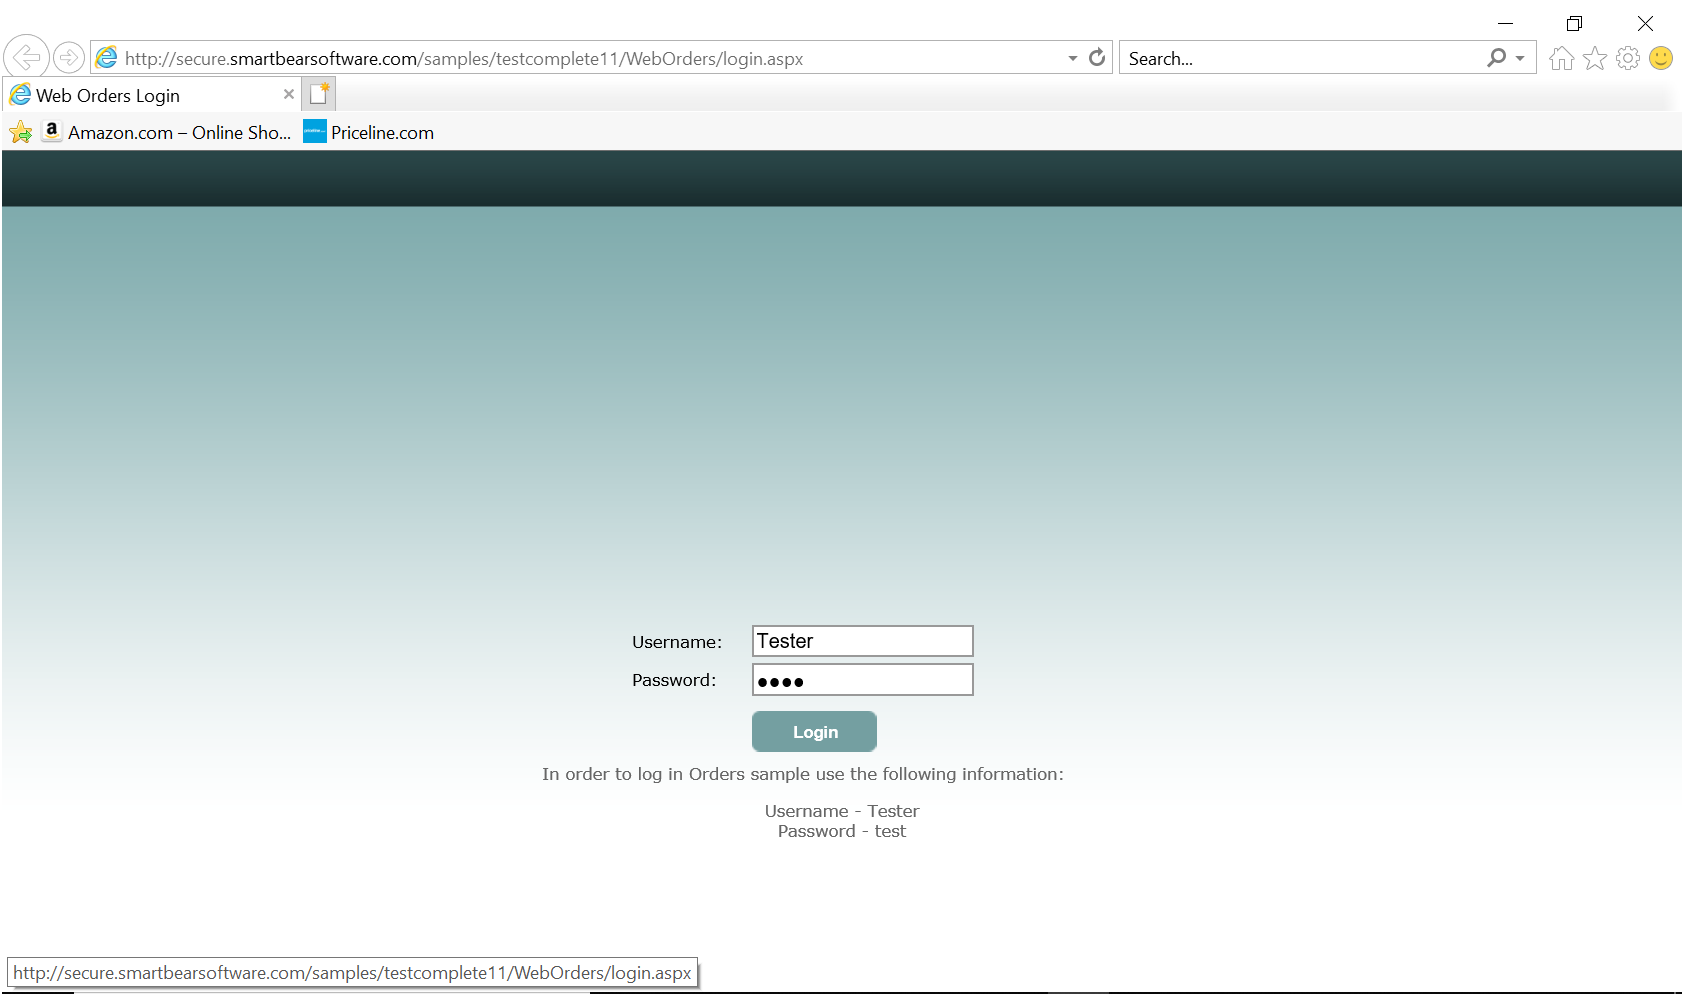 http://secure.smartbearsoftware.com/samples/testcomplete11/WebOrders/login.aspx
Search...
Web Orders Login
Amazon.com – Online Sho...
Priceline.com
Username: Tester
Password: ●●●●
Login
In order to log in Orders sample use the following information:
Username - Tester
Password - test
http://secure.smartbearsoftware.com/samples/testcomplete11/WebOrders/login.aspx